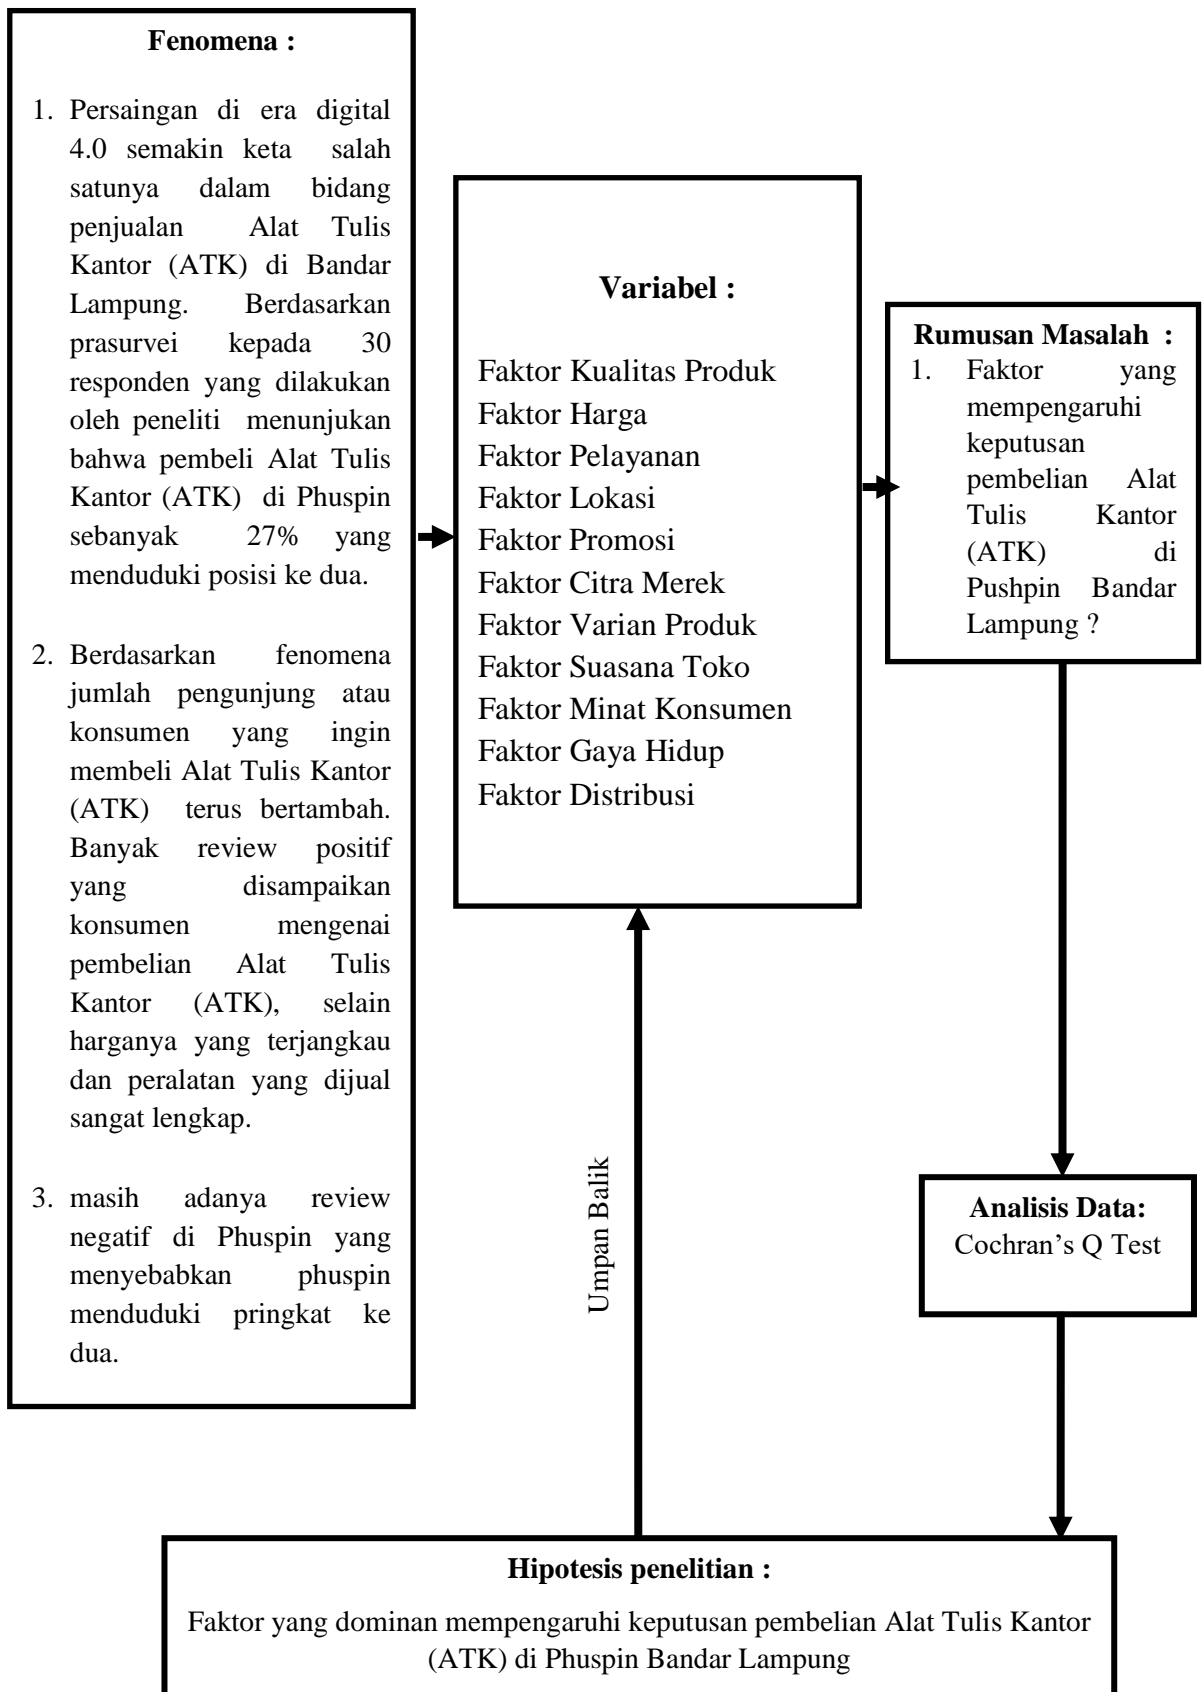 Fenomena :
1. Persaingan di era digital
4.0 semakin keta salah
satunya dalam bidang
penjualan Alat Tulis
Kantor (ATK) di Bandar
Lampung. Berdasarkan
prasurvei kepada 30
responden yang dilakukan
oleh peneliti menunjukan
bahwa pembeli Alat Tulis
Kantor (ATK) di Phuspin
sebanyak 27% yang
menduduki posisi ke dua.
2. Berdasarkan fenomena
jumlah pengunjung atau
konsumen yang ingin
membeli Alat Tulis Kantor
(ATK) terus bertambah.
Banyak review positif
yang disampaikan
konsumen mengenai
pembelian Alat Tulis
Kantor (ATK), selain
harganya yang terjangkau
dan peralatan yang dijual
sangat lengkap.
3. masih adanya review
negatif di Phuspin yang
menyebabkan phuspin
menduduki pringkat ke
dua.
Variabel :
Faktor Kualitas Produk
Faktor Harga
Faktor Pelayanan
Faktor Lokasi
Faktor Promosi
Faktor Citra Merek
Faktor Varian Produk
Faktor Suasana Toko
Faktor Minat Konsumen
Faktor Gaya Hidup
Faktor Distribusi
Rumusan Masalah :
1. Faktor yang
mempengaruhi
keputusan
pembelian Alat
Tulis Kantor
(ATK) di
Pushpin Bandar
Lampung ?
Analisis Data:
Cochran’s Q Test
Umpan Balik
Hipotesis penelitian :
Faktor yang dominan mempengaruhi keputusan pembelian Alat Tulis Kantor
(ATK) di Phuspin Bandar Lampung